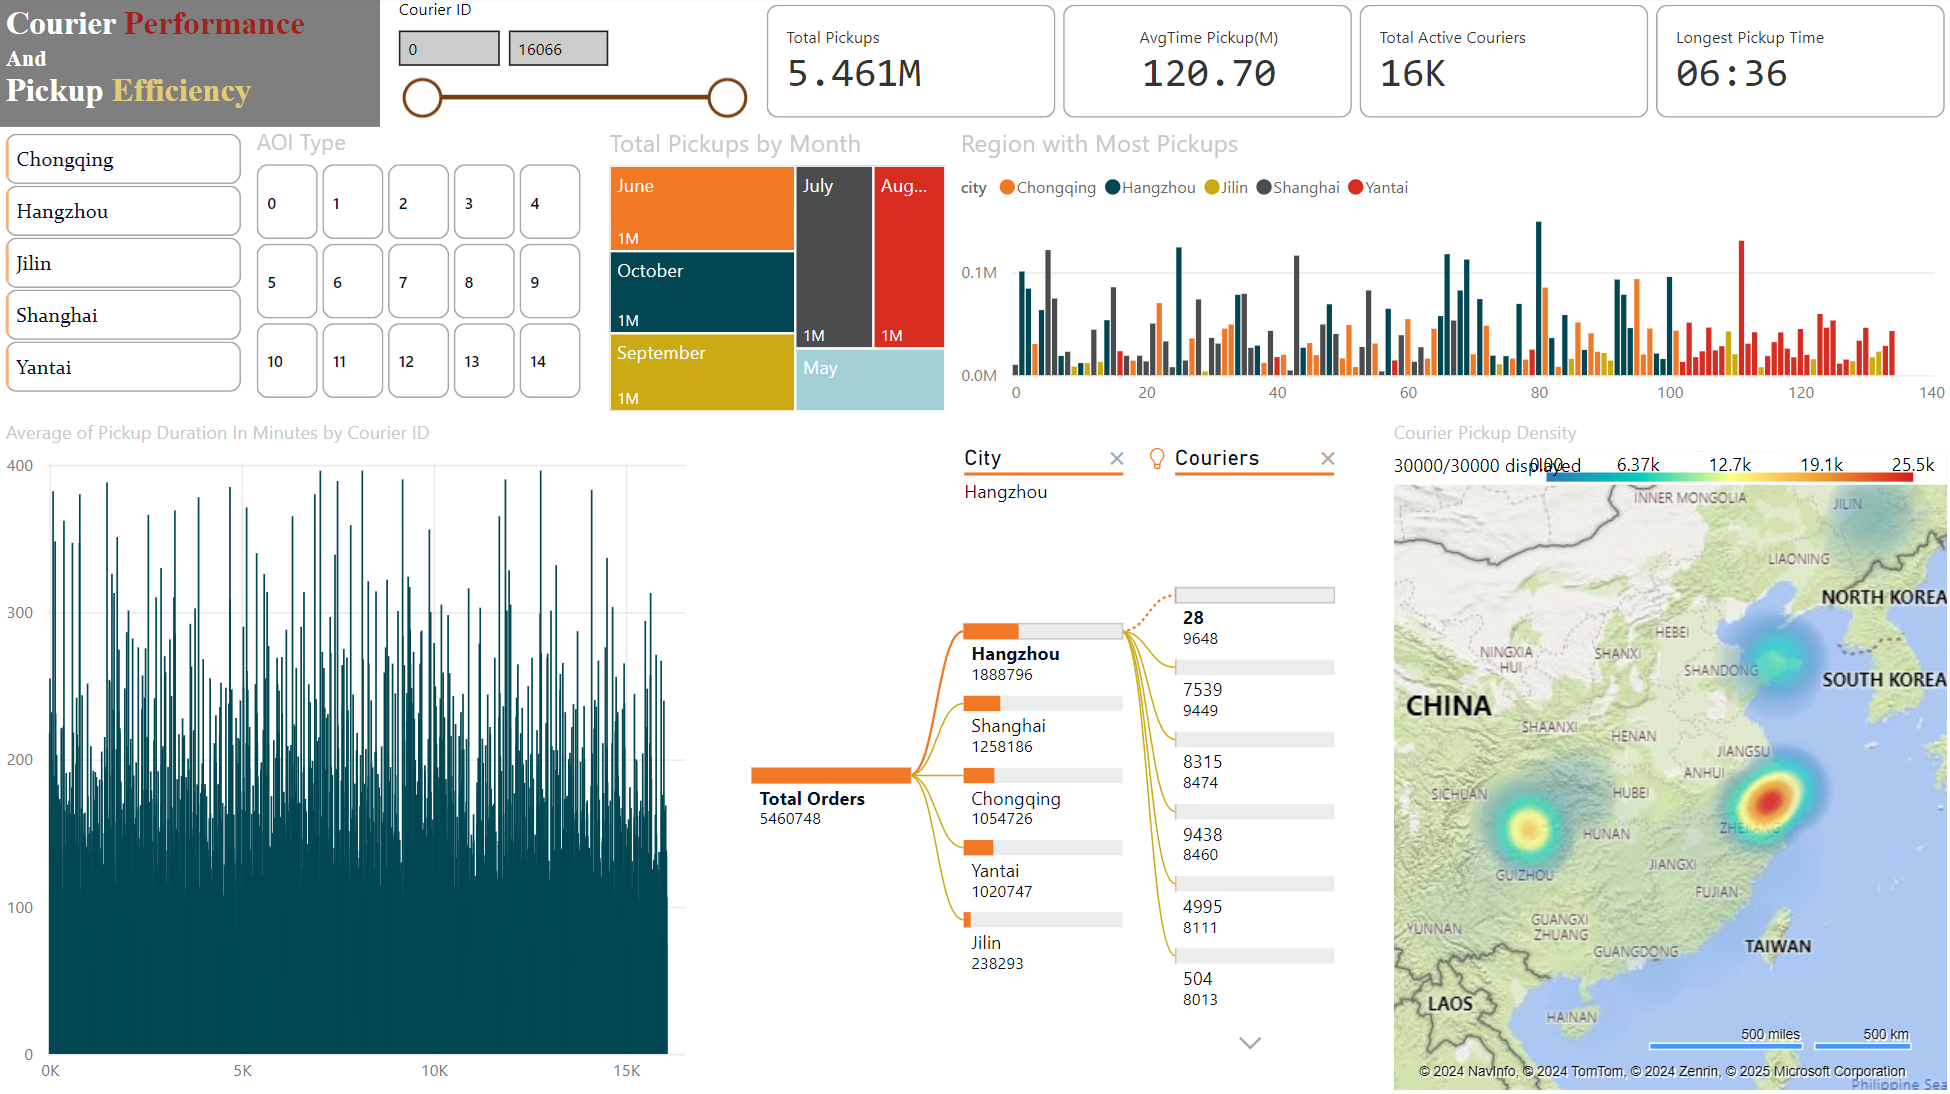 Courier Performance
And
Pickup Efficiency
Courier ID
0
16066
Total Pickups
5.461M
AvgTime Pickup(M)
120.70
Total Active Couriers
16K
Longest Pickup Time
06:36
Chongqing
Hangzhou
Jilin
Shanghai
Yantai
AOI Type
0 1 2 3 4
5 6 7 8 9
10 11 12 13 14
Total Pickups by Month
June
1M
October
1M
September
1M
July
1M
Aug...
1M
May
Region with Most Pickups
city Chongqing Hangzhou Jilin Shanghai Yantai
0.1M
0.0M
0 20 40 60 80 100 120 140
Average of Pickup Duration In Minutes by Courier ID
400
300
200
100
0
0K 5K 10K 15K
City
Hangzhou
Couriers
Total Orders
5460748
Hangzhou
1888796
Shanghai
1258186
Chongqing
1054726
Yantai
1020747
Jilin
238293
28
9648
7539
9449
8315
8474
9438
8460
4995
8111
504
8013
Courier Pickup Density
30000/30000 displayed
0.00 6.37k 12.7k 19.1k 25.5k
INNER MONGOLIA
JILIN
LIAONING
NORTH KOREA
HEBEI
NINGXIA
HUI
SHANXI
SHANDONG
SOUTH KOREA
CHINA
SHAANXI
HENAN
JIANGSU
ANHUI
SICHUAN
HUBEI
ZHEJIANG
HUNAN
JIANGXI
GUIZHOU
FUJIAN
YUNNAN
GUANGXI
ZHUANG
GUANGDONG
TAIWAN
LAOS
HAINAN
500 miles
500 km
© 2024 NavInfo, © 2024 TomTom, © 2024 Zenrin, © 2025 Microsoft Corporation
Philippine Sea